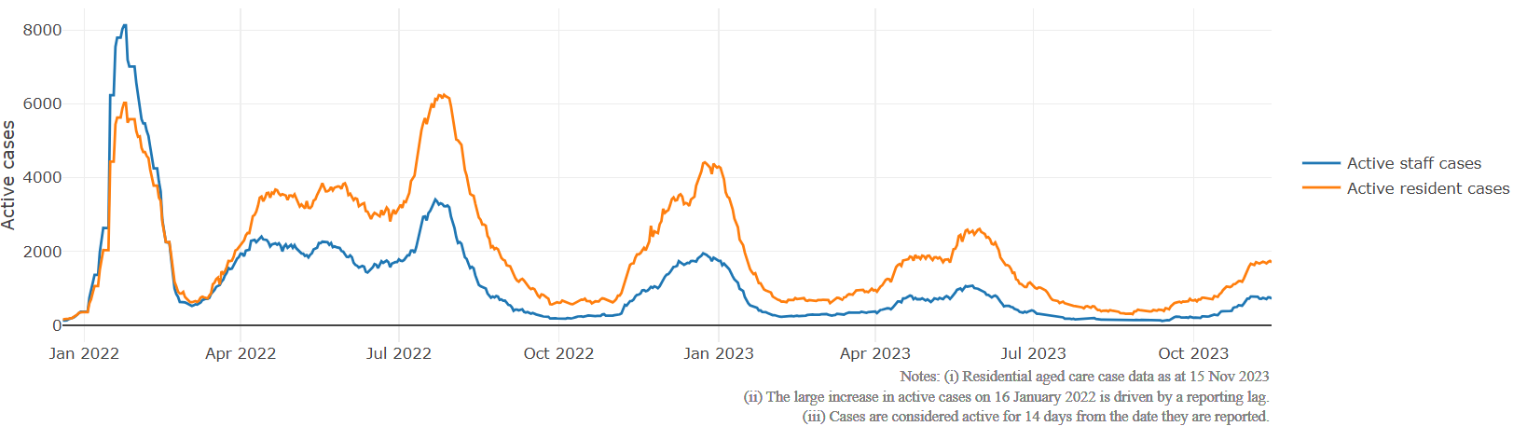 Active cases
8000
6000
4000
2000
0
Jan 2022
Apr 2022
Jul 2022
Oct 2022
Jan 2023
Apr 2023
Jul 2023
Oct 2023
Active staff cases
Active resident cases
Notes: (i) Residential aged care case data as at 15 Nov 2023
(ii) The large increase in active cases on 16 January 2022 is driven by a reporting lag.
(iii) Cases are considered active for 14 days from the date they are reported.